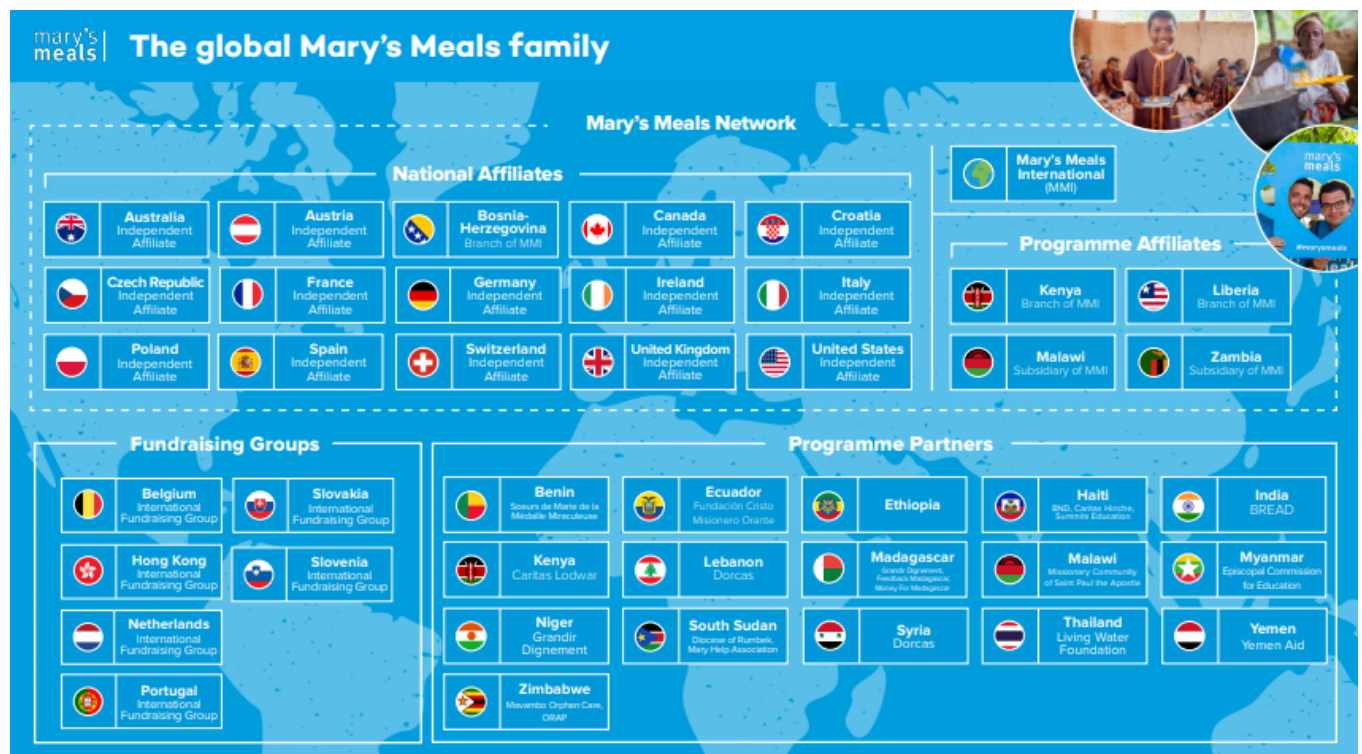 mary's
meals
The global Mary's Meals family
mary's
meals
#marysmeals
Mary's Meals Network
National Affiliates
Australia
Independent
Affiliate
Austria
Independent
Affiliate
Bosnia-
Herzegovina
Branch of MMI
Canada
Independent
Affiliate
Croatia
Independent
Affiliate
Czech Republic
Independent
Affiliate
France
Independent
Affiliate
Germany
Independent
Affiliate
Ireland
Independent
Affiliate
Italy
Independent
Affiliate
Poland
Independent
Affiliate
Spain
Independent
Affiliate
Switzerland
Independent
Affiliate
United Kingdom
Independent
Affiliate
United States
Independent
Affiliate
Mary's Meals
International
(MMI)
Programme Affiliates
Kenya
Branch of MMI
Liberia
Branch of MMI
Malawi
Subsidiary of MMI
Zambia
Subsidiary of MMI
Fundraising Groups
Belgium
International
Fundraising Group
Slovakia
International
Fundraising Group
Hong Kong
International
Fundraising Group
Slovenia
International
Fundraising Group
Netherlands
International
Fundraising Group
Portugal
International
Fundraising Group
Programme Partners
Benin
Soeurs de Marie de la
Médaille Miraculeuse
Ecuador
Fundación Cristo
Misionero Orante
Ethiopia
Haiti
BND, Caritas Hinche,
Summits Education
India
BREAD
Kenya
Caritas Lodwar
Lebanon
Dorcas
Madagascar
Grandir Dignement,
Feedback Madagascar,
Money For Madagascar
Malawi
Missionary Community
of Saint Paul the Apostle
Myanmar
Episcopal Commission
for Education
Niger
Grandir
Dignement
South Sudan
Diocese of Rumbek,
Mary Help Association
Syria
Dorcas
Thailand
Living Water
Foundation
Yemen
Yemen Aid
Zimbabwe
Mavambo Orphan Care,
ORAP